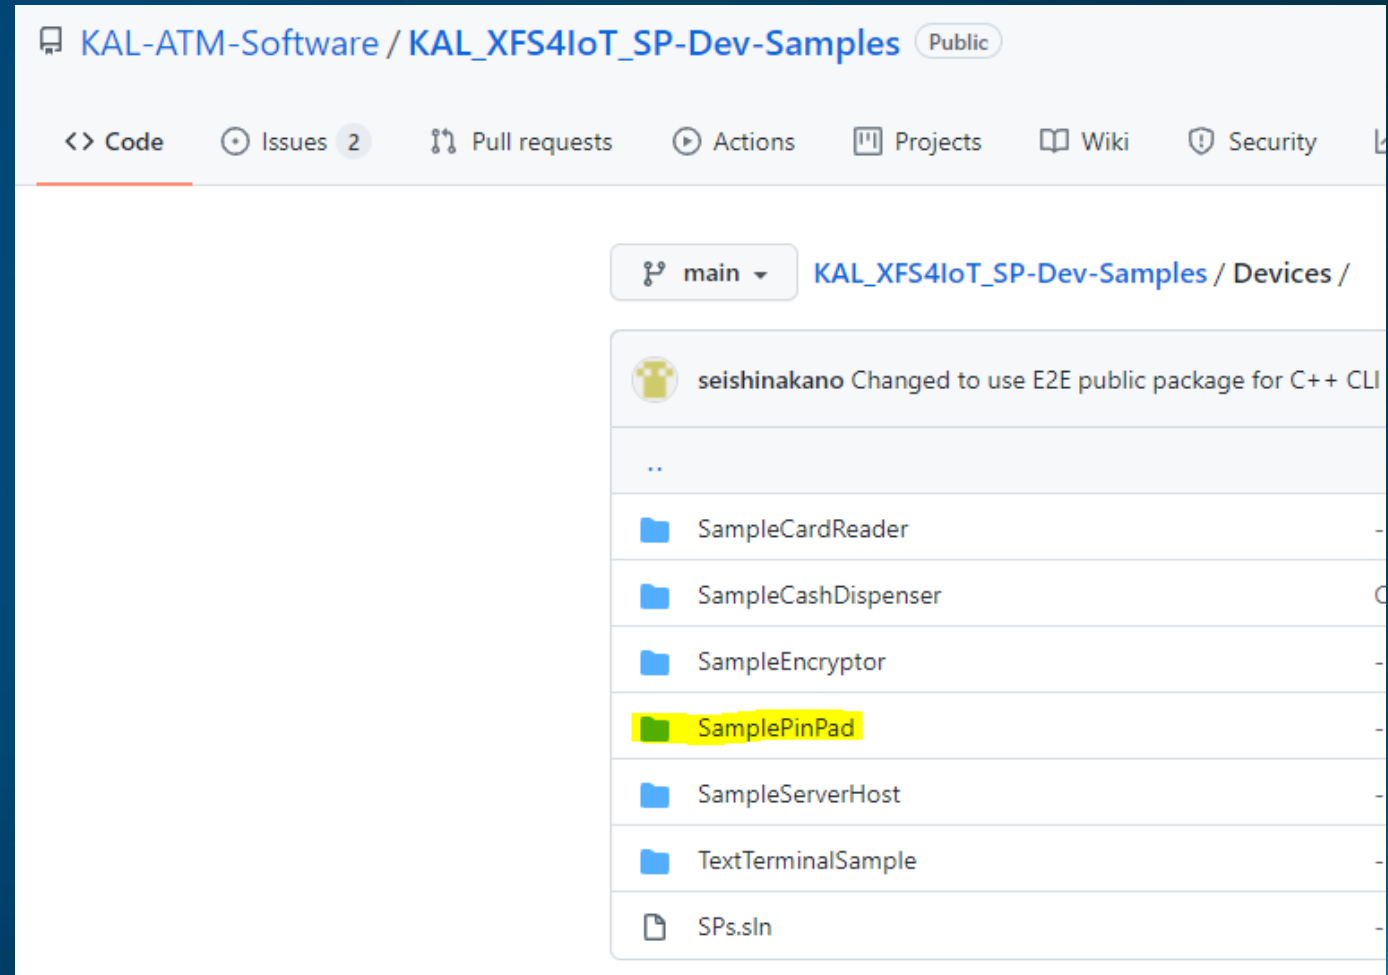 KAL-ATM-Software / KAL_XFS4IoT_SP-Dev-Samples Public
Code Issues 2 Pull requests Actions Projects Wiki Security
main KAL_XFS4IoT_SP-Dev-Samples / Devices /
seishinakano Changed to use E2E public package for C++ CLI
..
SampleCardReader -
SampleCashDispenser
SampleEncryptor -
SamplePinPad -
SampleServerHost -
TextTerminalSample -
SPs.sln -